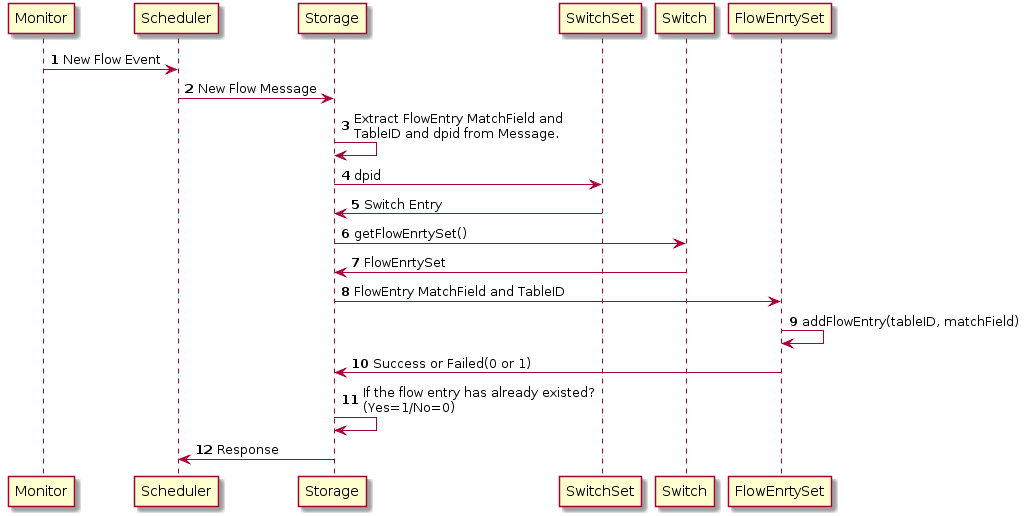 Monitor Scheduler Storage SwitchSet Switch FlowEnrtySet
1 New Flow Event
2 New Flow Message
3 Extract FlowEntry MatchField and
TableID and dpid from Message.
4 dpid
5 Switch Entry
6 getFlowEnrtySet()
7 FlowEnrtySet
8 FlowEntry MatchField and TableID
9 addFlowEntry(tableID, matchField)
10 Success or Failed(0 or 1)
11 If the flow entry has already existed?
(Yes=1/No=0)
12 Response
Monitor Scheduler Storage SwitchSet Switch FlowEnrtySet